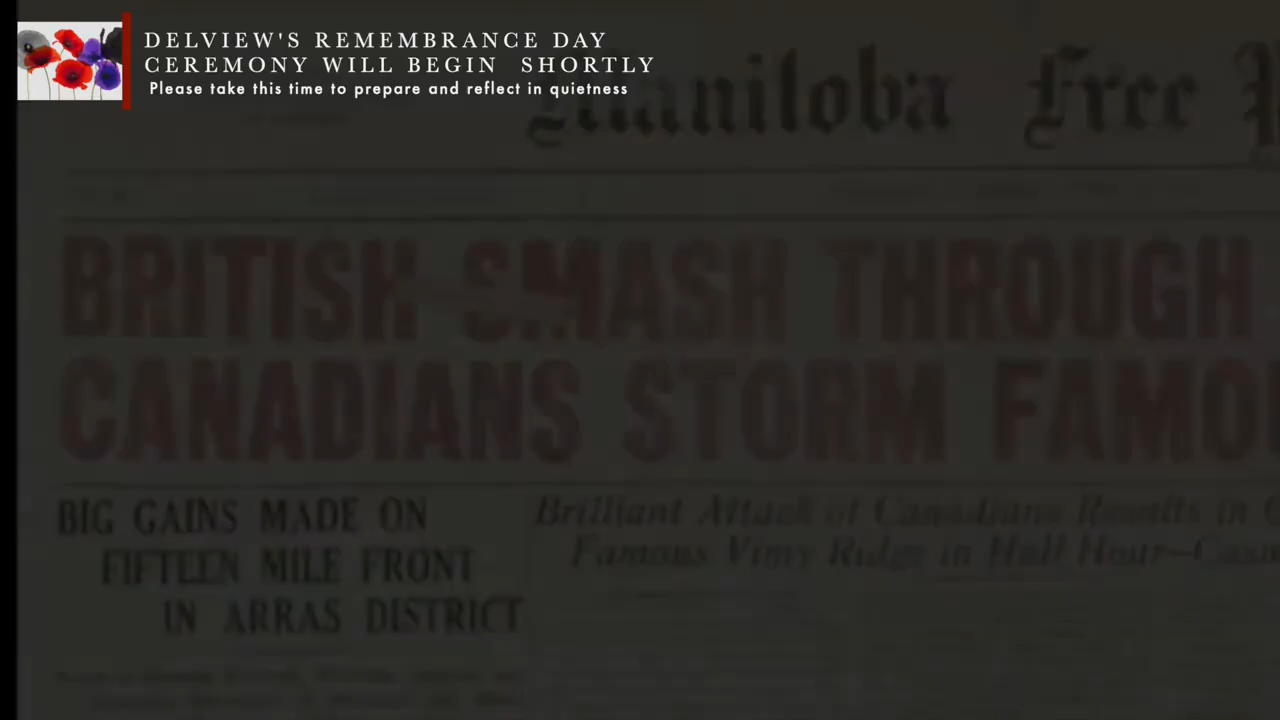 DELVIEW'S REMEMBRANCE DAY
CEREMONY WILL BEGIN SHORTLY
Please take this time to prepare and reflect in quietness
Manitoba Free
BRITISH SMASH THROUGH
CANADIANS STORM
BIG GAINS MADE ON
FIFTEEN MILE FRONT
IN ARRAS DISTRICT
Brilliant Attack of Canadians Results in
Famous Vimy Ridge in Half Hour—